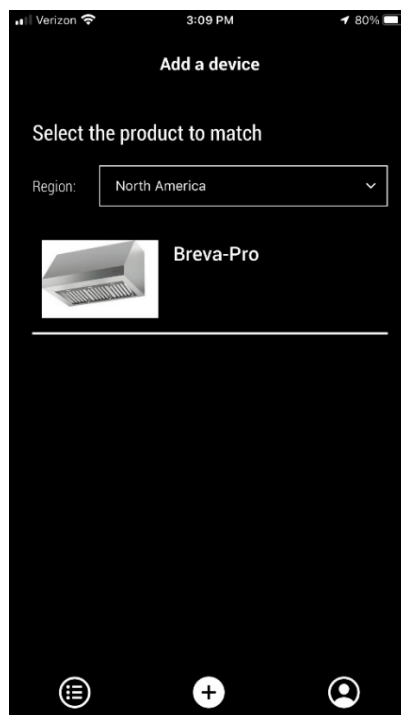 Verizon 3:09 PM 80%
Add a device
Select the product to match
Region: North America
Breva-Pro